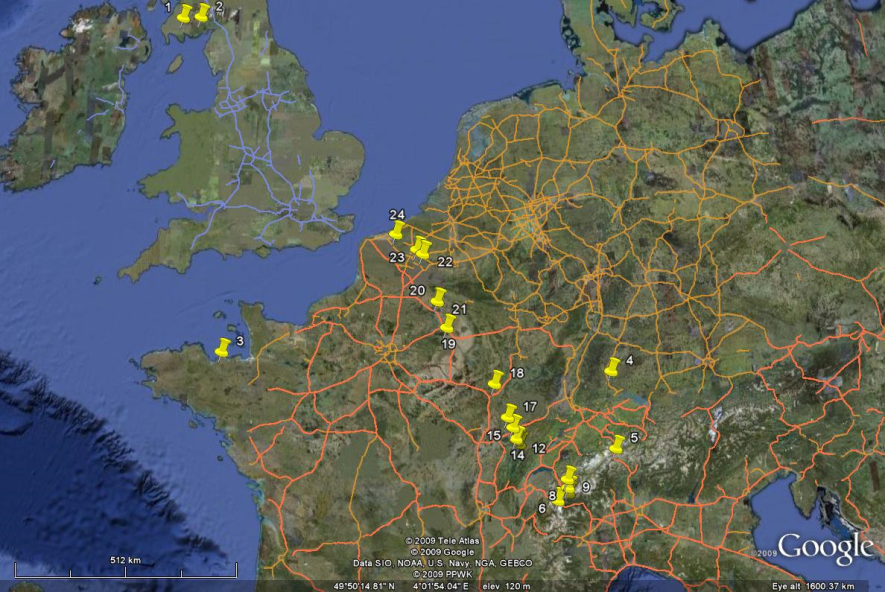 1
2
3
24
23
22
20
21
19
4
18
17
15
12
14
5
9
8
6
512 km
© 2009 Tele Atlas
© 2009 Google
Data SIO, NOAA, U.S. Navy, NGA, GEBCO
© 2009 PPWK
©2009 Google
49°50'14.81" N 4°01'54.04" E elev. 120 m
Eye alt 1600.37 km